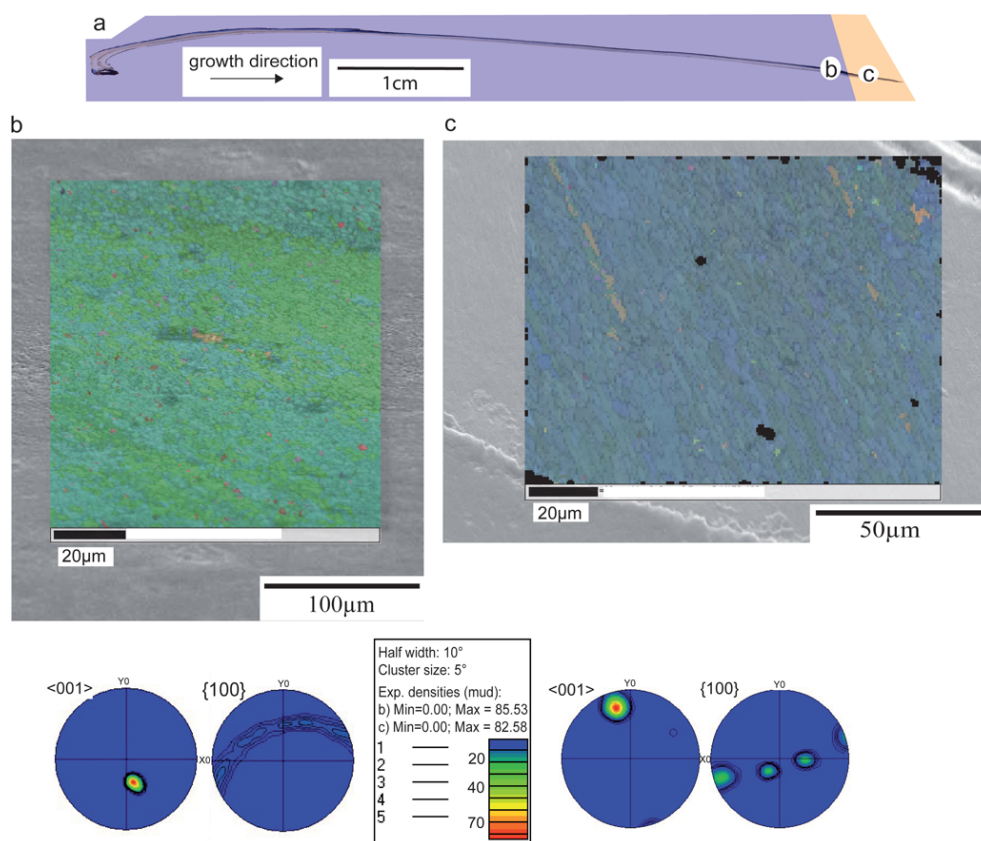 a
growth direction
1cm
b
c
b
c
20µm
100µm
20µm
50µm
<001>
Y0
{100}
Y0
X0
Half width: 10°
Cluster size: 5°
Exp. densities (mud):
b) Min=0.00; Max = 85.53
c) Min=0.00; Max = 82.58
1
2
3
4
5
20
40
70
<001>
Y0
{100}
Y0
X0